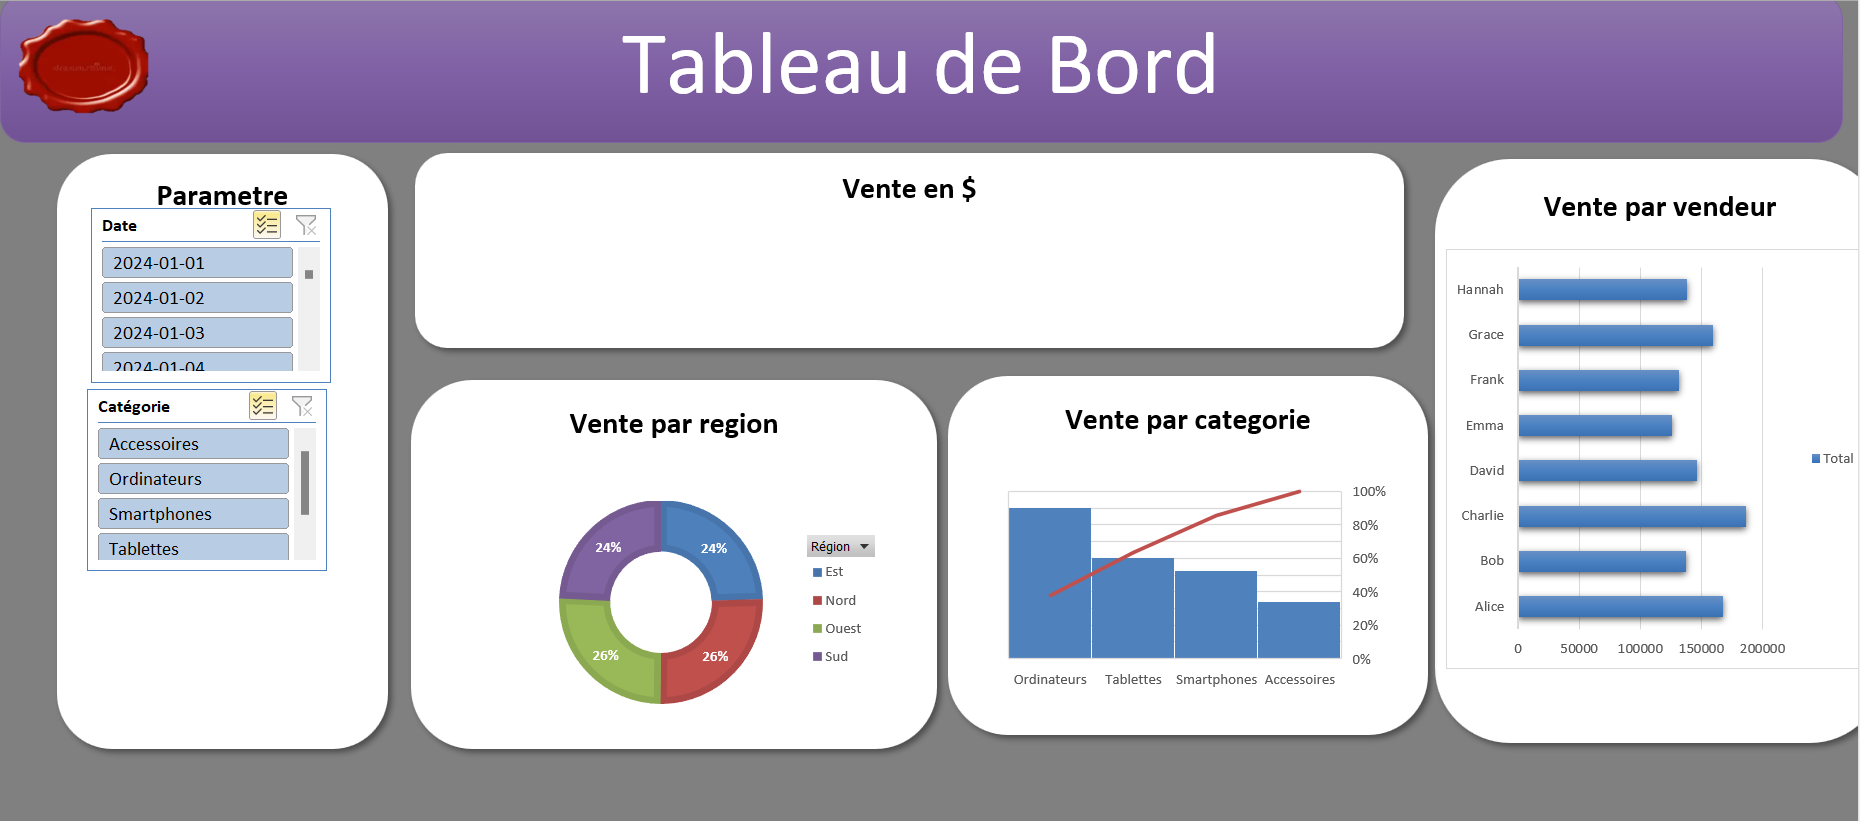 Tableau de Bord
Parametre
Date
2024-01-01
2024-01-02
2024-01-03
2024-01-04
Catégorie
Accessoires
Ordinateurs
Smartphones
Tablettes
Vente en $
Vente par region
24%
24%
26%
26%
Région
Est
Nord
Ouest
Sud
Vente par categorie
100%
80%
60%
40%
20%
0%
Ordinateurs Tablettes Smartphones Accessoires
Vente par vendeur
Hannah
Grace
Frank
Emma
David
Charlie
Bob
Alice
0 50000 100000 150000 200000
Total